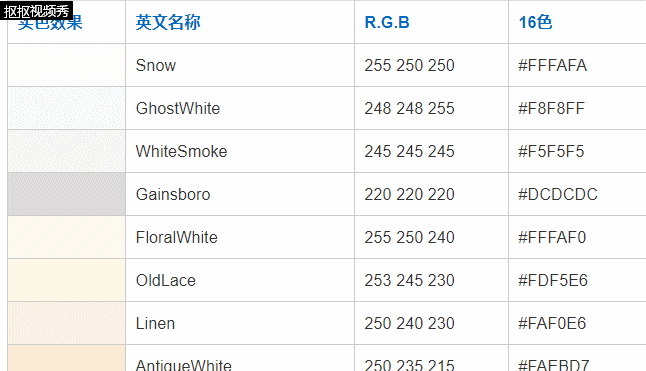 抠抠视频秀
实色效果 英文名称 R.G.B 16色
Snow 255 250 250 #FFFAFA
GhostWhite 248 248 255 #F8F8FF
WhiteSmoke 245 245 245 #F5F5F5
Gainsboro 220 220 220 #DCDCDC
FloralWhite 255 250 240 #FFFAF0
OldLace 253 245 230 #FDF5E6
Linen 250 240 230 #FAF0E6
AntiqueWhite 250 235 215 #FAEBD7